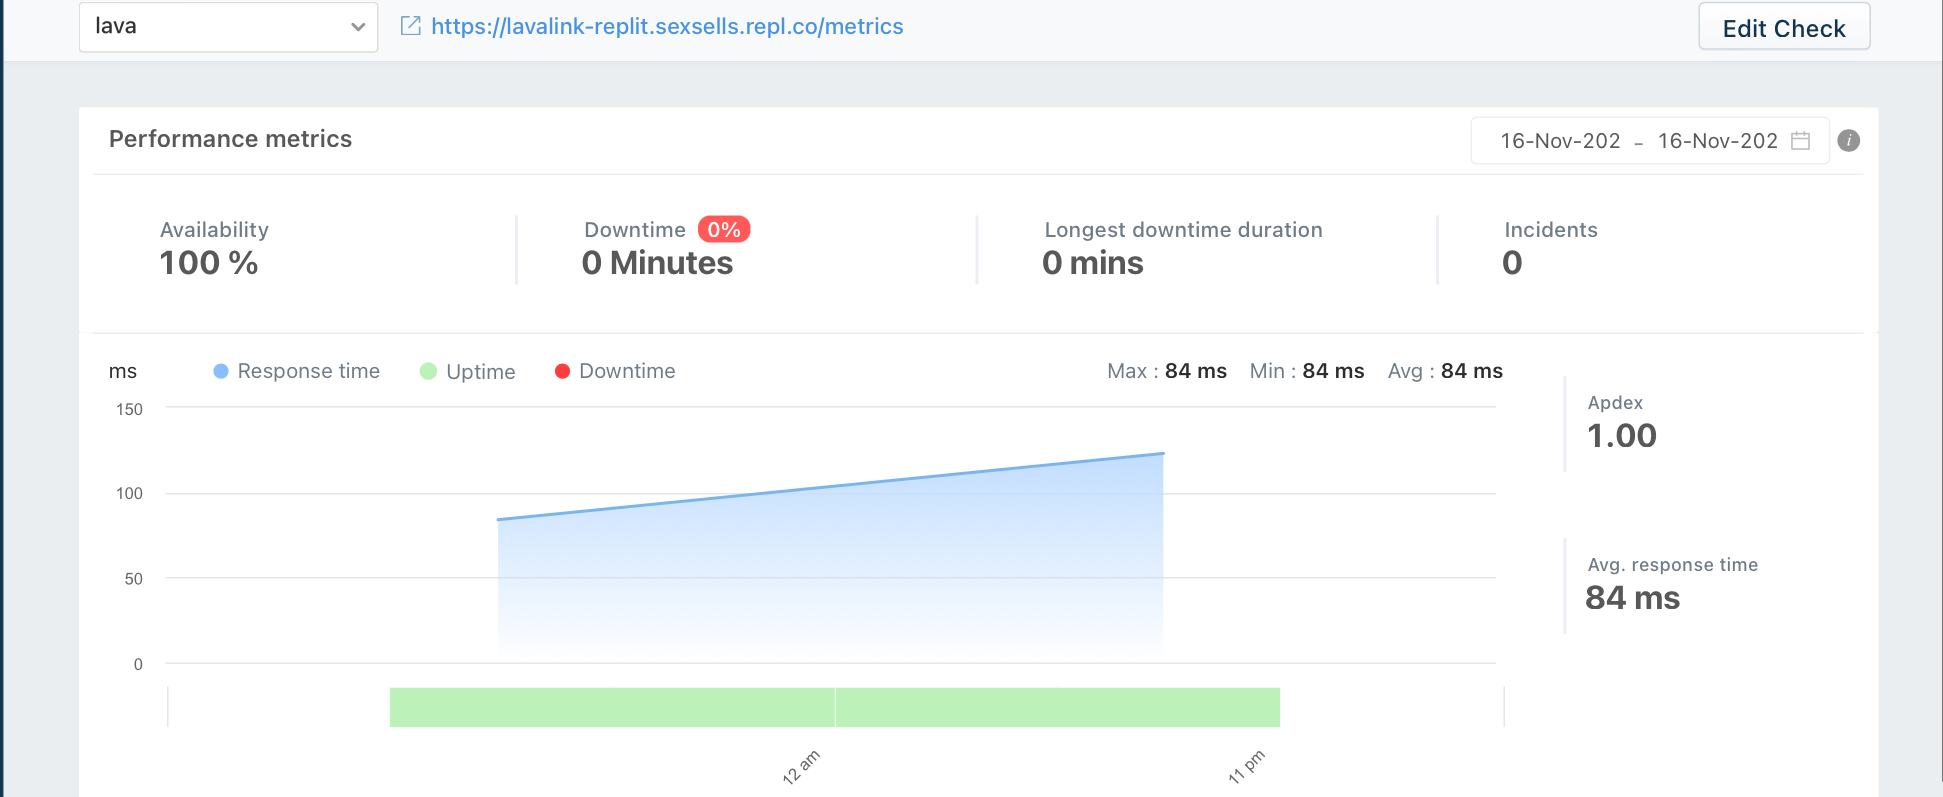 lava
https://lavalink-replit.sexsells.repl.co/metrics
Edit Check
Performance metrics
16-Nov-202 – 16-Nov-202
Availability
100 %
Downtime 0%
0 Minutes
Longest downtime duration
0 mins
Incidents
0
ms
Response time
Uptime
Downtime
Max : 84 ms Min : 84 ms Avg : 84 ms
150
100
50
0
12 am
11 pm
Apdex
1.00
Avg. response time
84 ms